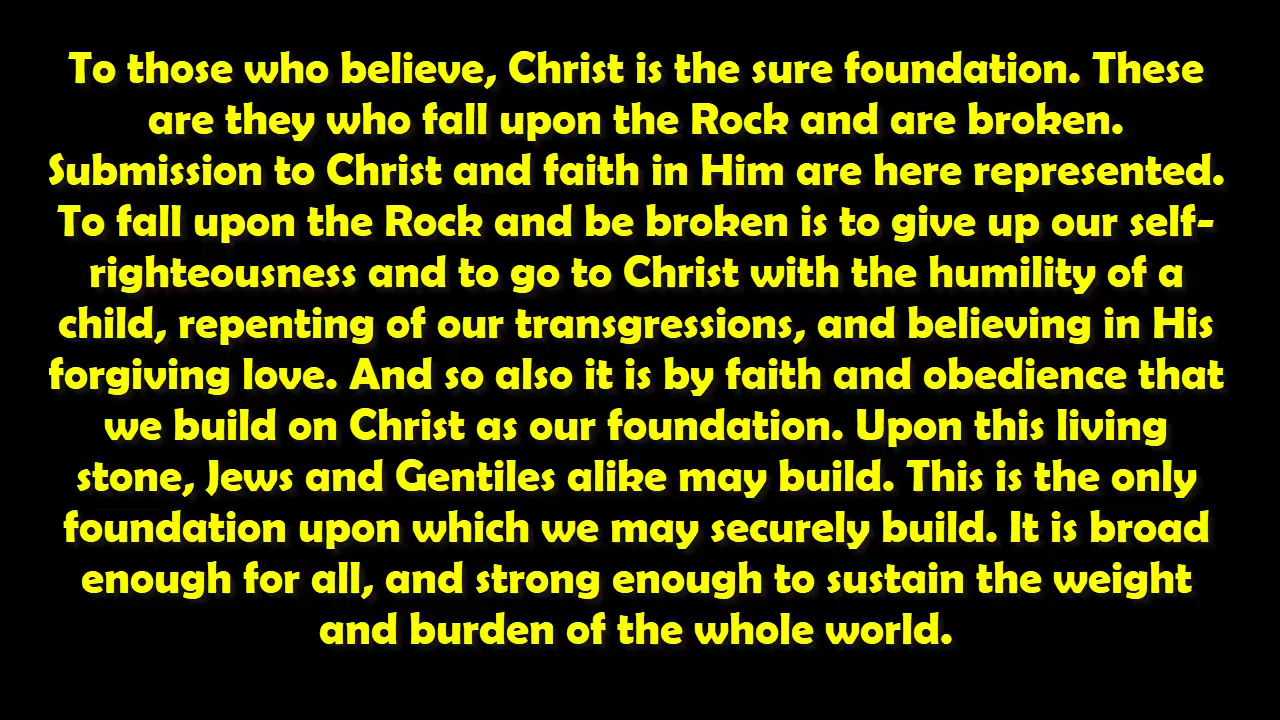 To those who believe, Christ is the sure foundation. These
are they who fall upon the Rock and are broken.
Submission to Christ and faith in Him are here represented.
To fall upon the Rock and be broken is to give up our self-
righteousness and to go to Christ with the humility of a
child, repenting of our transgressions, and believing in His
forgiving love. And so also it is by faith and obedience that
we build on Christ as our foundation. Upon this living
stone, Jews and Gentiles alike may build. This is the only
foundation upon which we may securely build. It is broad
enough for all, and strong enough to sustain the weight
and burden of the whole world.